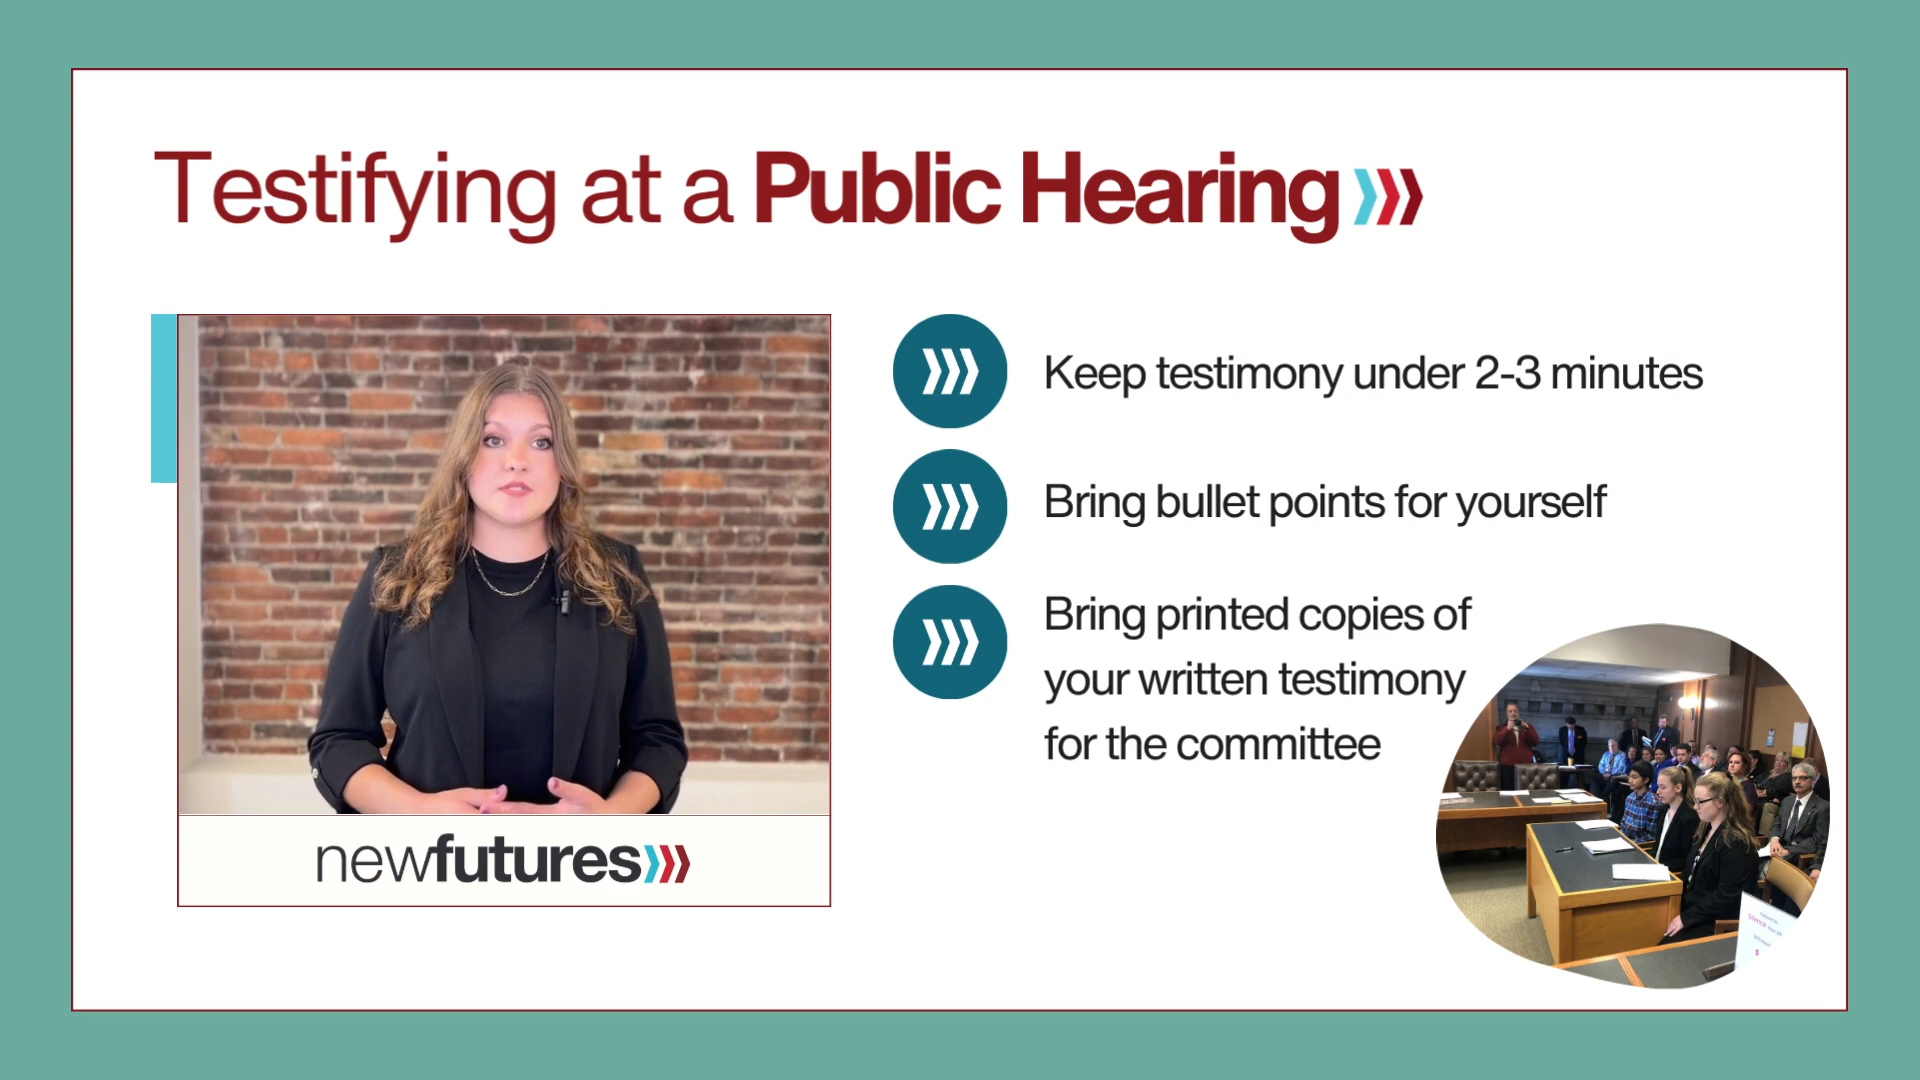 Testifying at a Public Hearing
Keep testimony under 2-3 minutes
Bring bullet points for yourself
Bring printed copies of
your written testimony
for the committee
newfutures